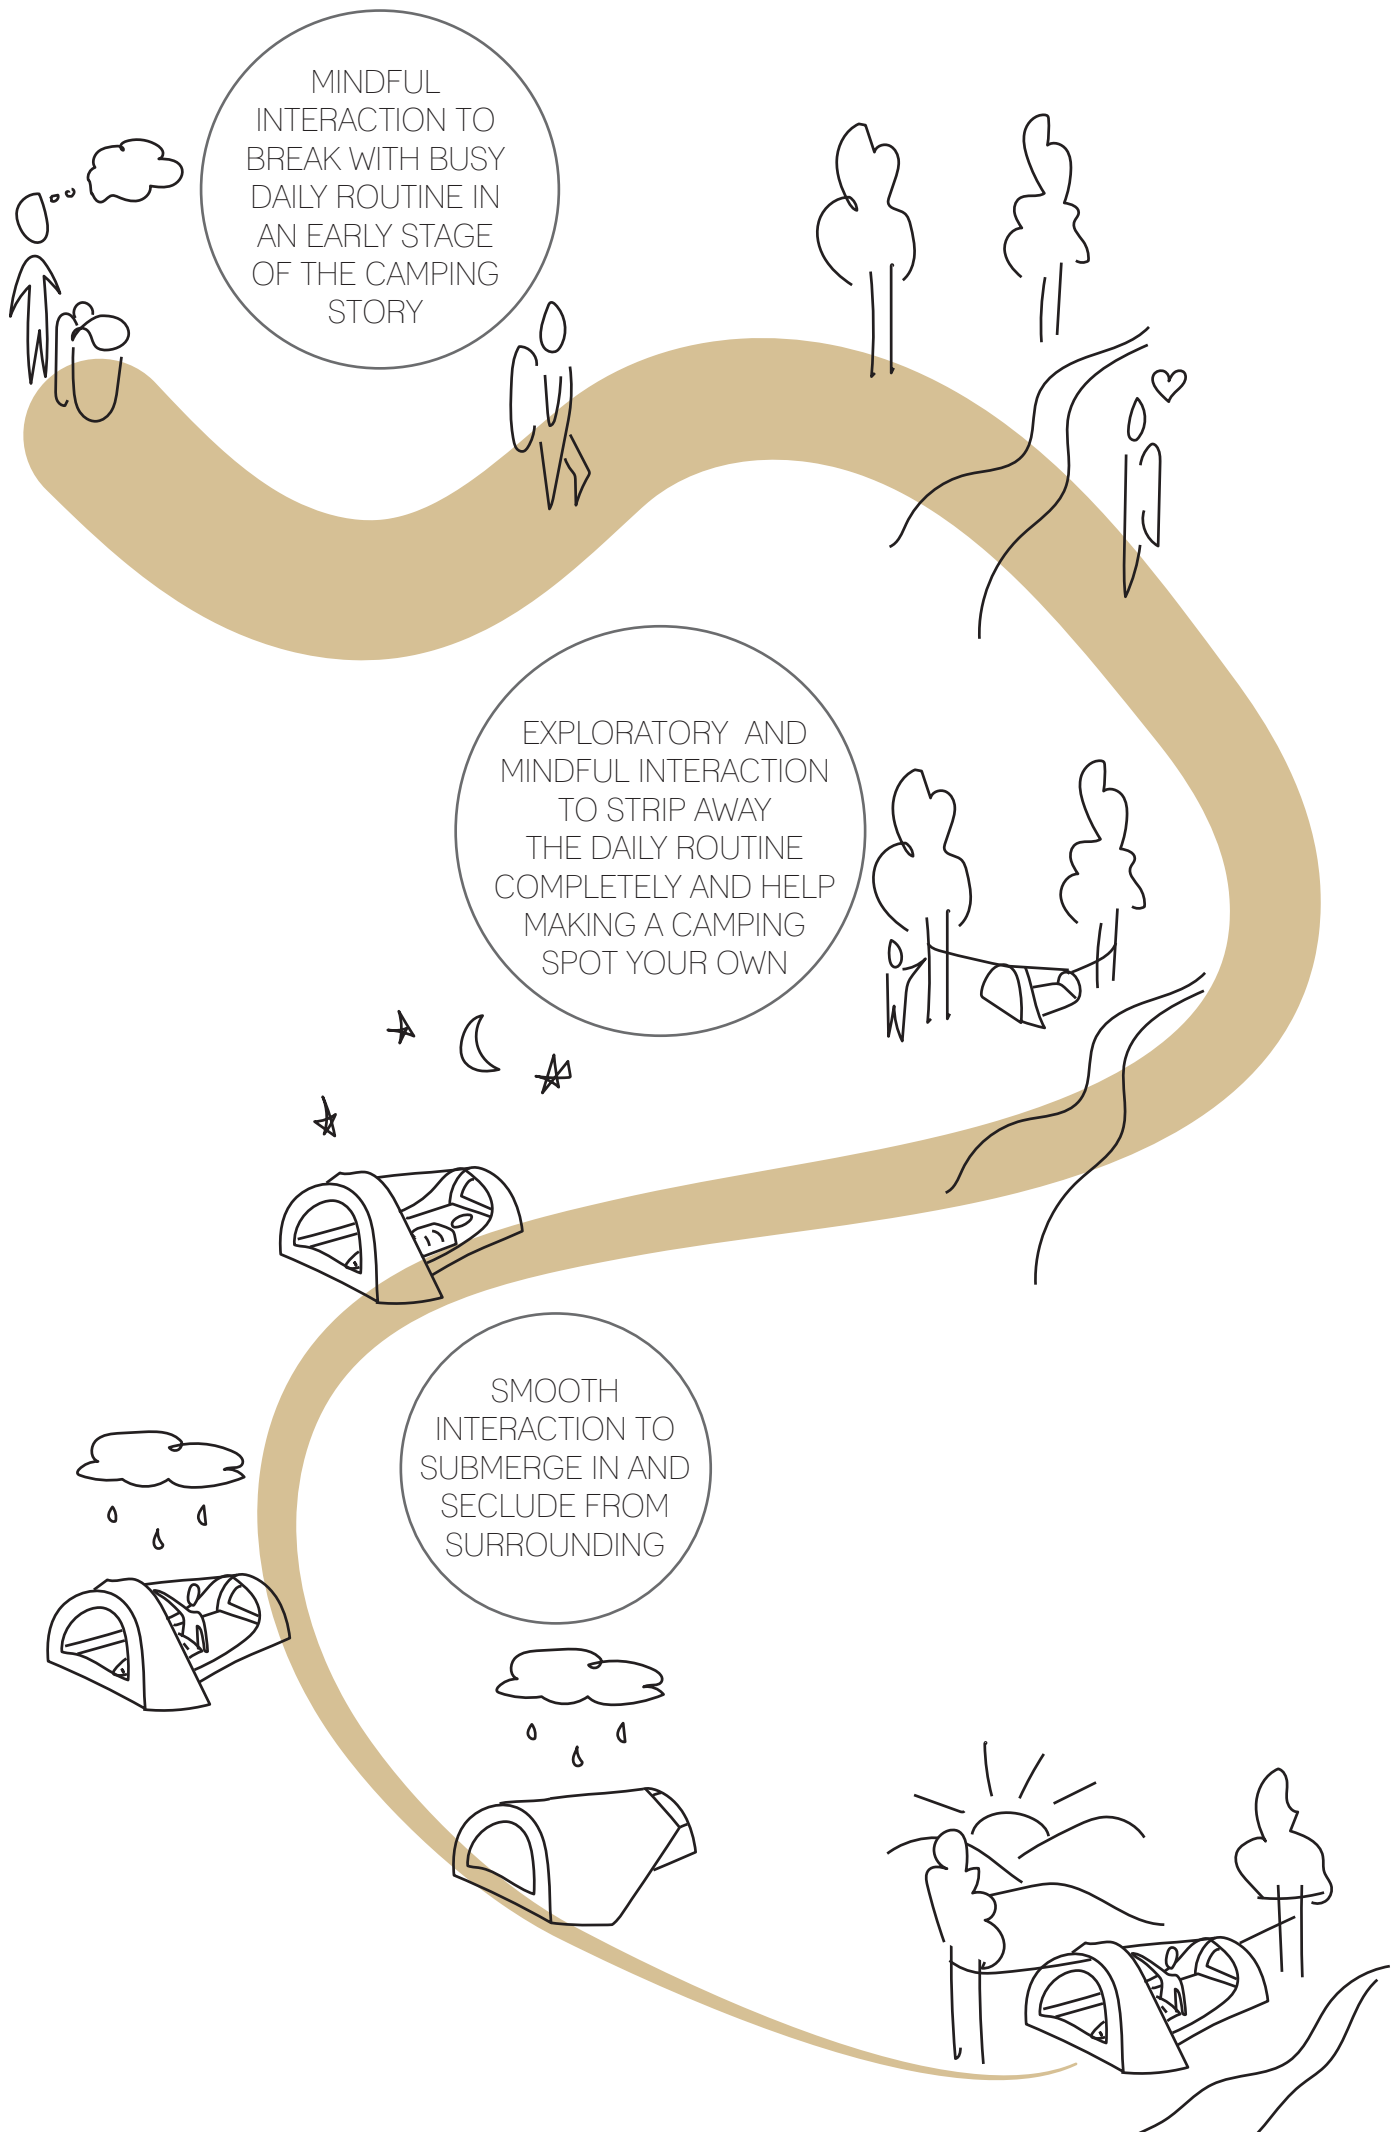 MINDFUL
INTERACTION TO
BREAK WITH BUSY
DAILY ROUTINE IN
AN EARLY STAGE
OF THE CAMPING
STORY
EXPLORATORY AND
MINDFUL INTERACTION
TO STRIP AWAY
THE DAILY ROUTINE
COMPLETELY AND HELP
MAKING A CAMPING
SPOT YOUR OWN
SMOOTH
INTERACTION TO
SUBMERGE IN AND
SECLUDE FROM
SURROUNDING